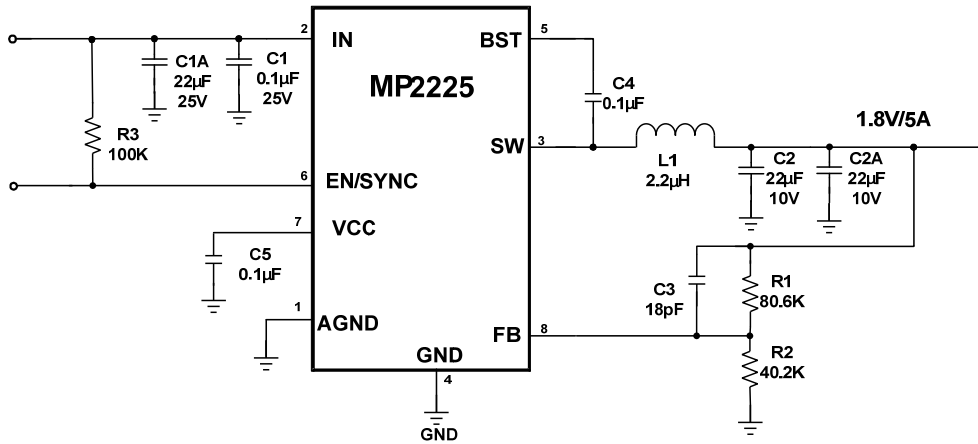 2
IN
BST
5
C1A
22µF
25V
C1
0.1µF
25V
MP2225
C4
0.1µF
1.8V/5A
R3
100K
SW
3
L1
2.2µH
C2
22µF
10V
C2A
22µF
10V
6
EN/SYNC
7
VCC
C5
0.1µF
C3
18pF
R1
80.6K
1
AGND
FB
8
GND
4
R2
40.2K
GND